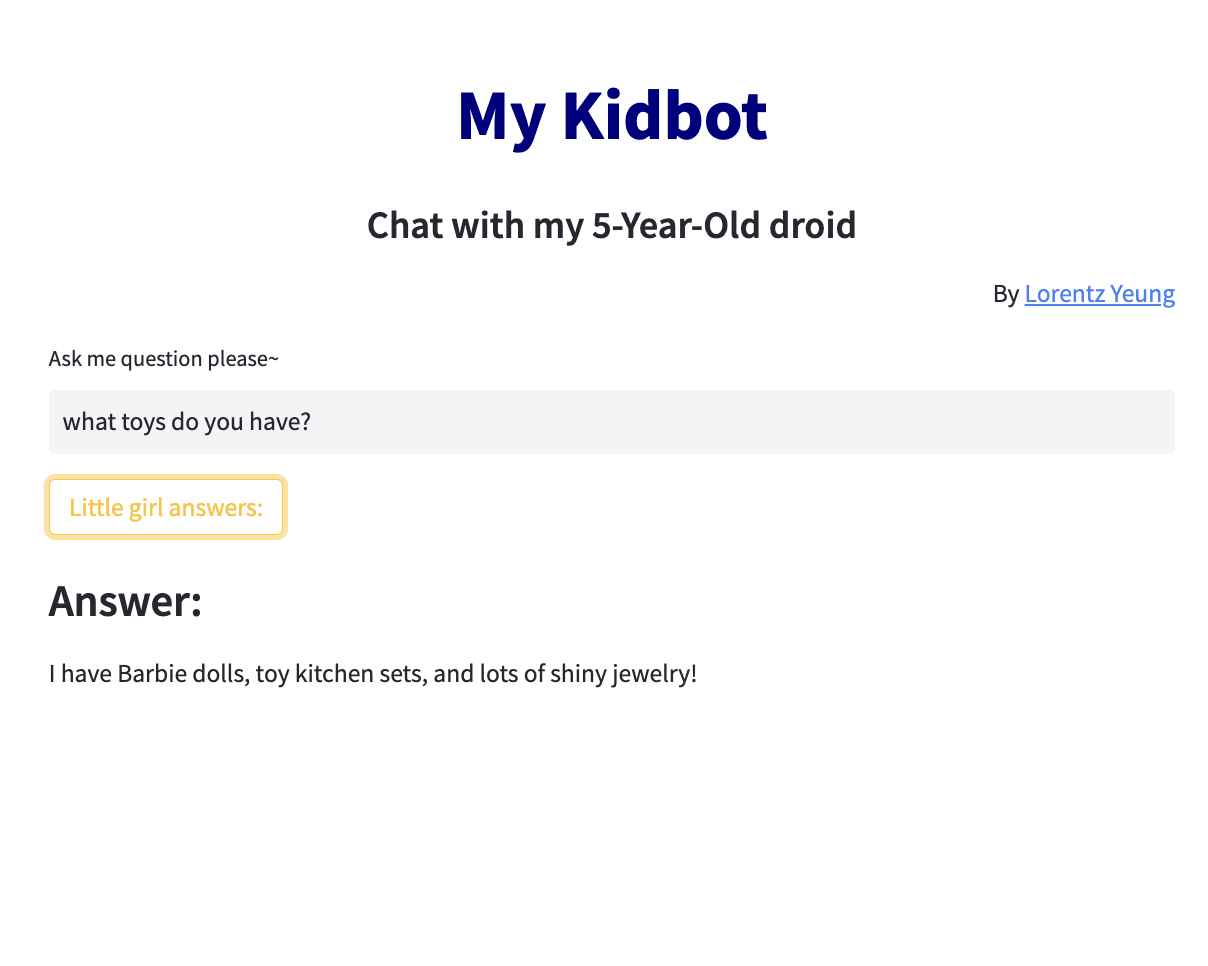 My Kidbot
Chat with my 5-Year-Old droid
By Lorentz Yeung
Ask me question please~
what toys do you have?
Little girl answers:
Answer:
I have Barbie dolls, toy kitchen sets, and lots of shiny jewelry!